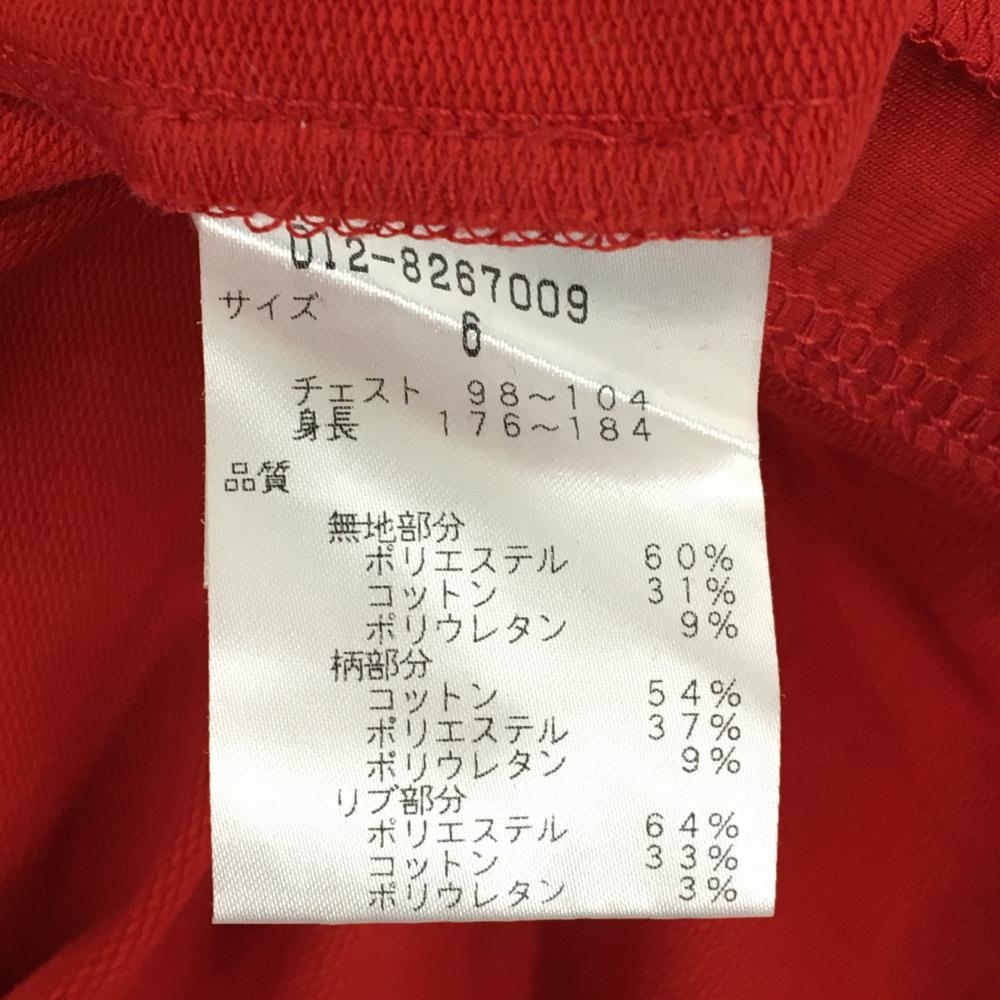 012-8267009
サイズ
6
チェスト 98～104
身長 176～184
品質
無地部分
ポリエステル 60%
コットン 31%
ポリウレタン 9%
柄部分
コットン 54%
ポリエステル 37%
ポリウレタン 9%
リブ部分
ポリエステル 64%
コットン 33%
ポリウレタン 3%